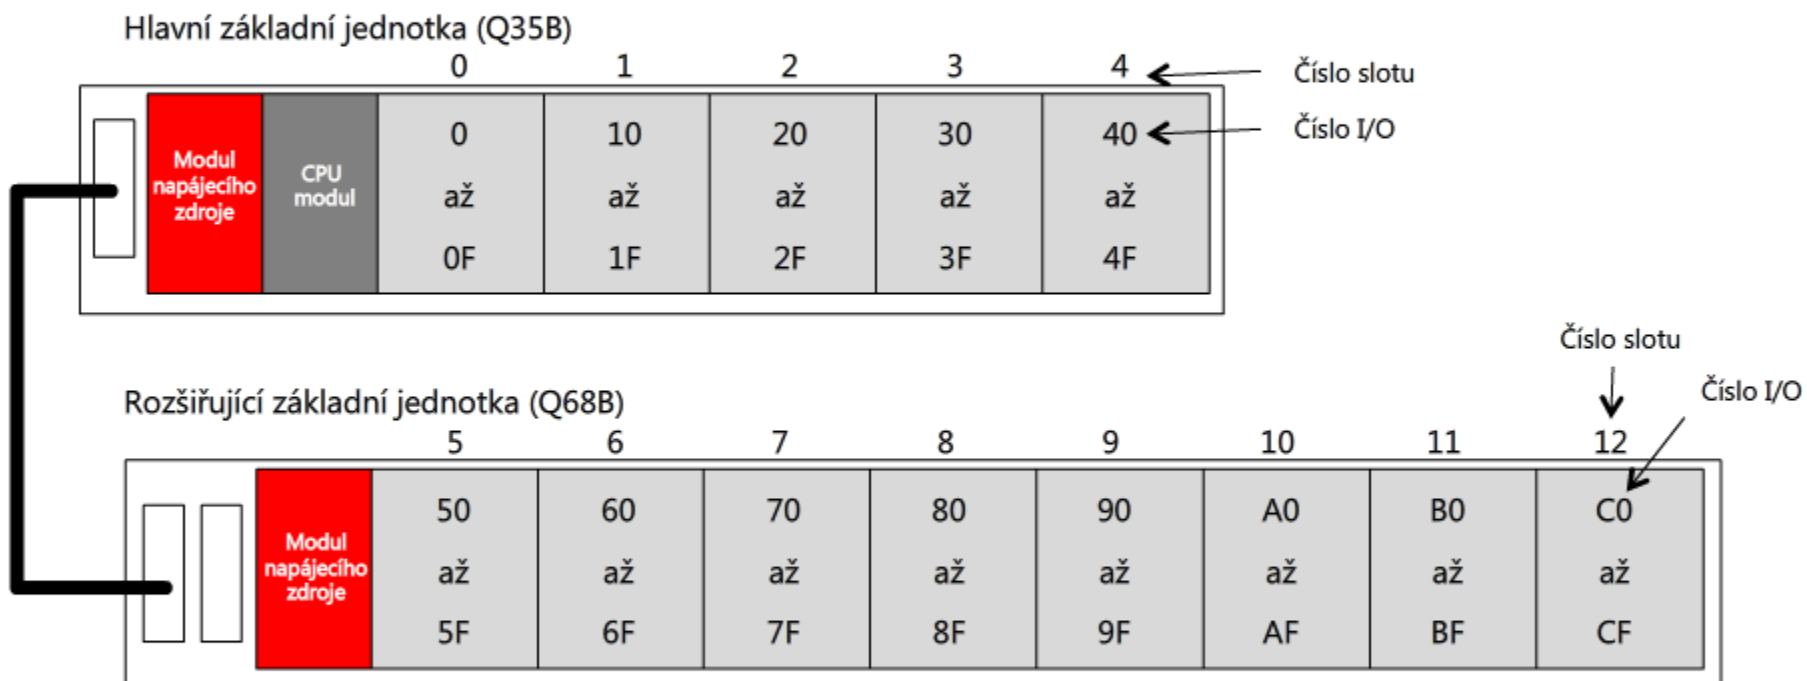 Hlavní základní jednotka (Q35B)
0 1 2 3 4 Číslo slotu
0 10 20 30 40 Číslo I/O
Modul
napájecího
zdroje
CPU
modul
až až až až až
0F 1F 2F 3F 4F
Číslo slotu
Číslo I/O
Rozšiřující základní jednotka (Q68B)
5 6 7 8 9 10 11 12
50 60 70 80 90 A0 B0 C0
Modul
napájecího
zdroje
až až až až až až až až
5F 6F 7F 8F 9F AF BF CF